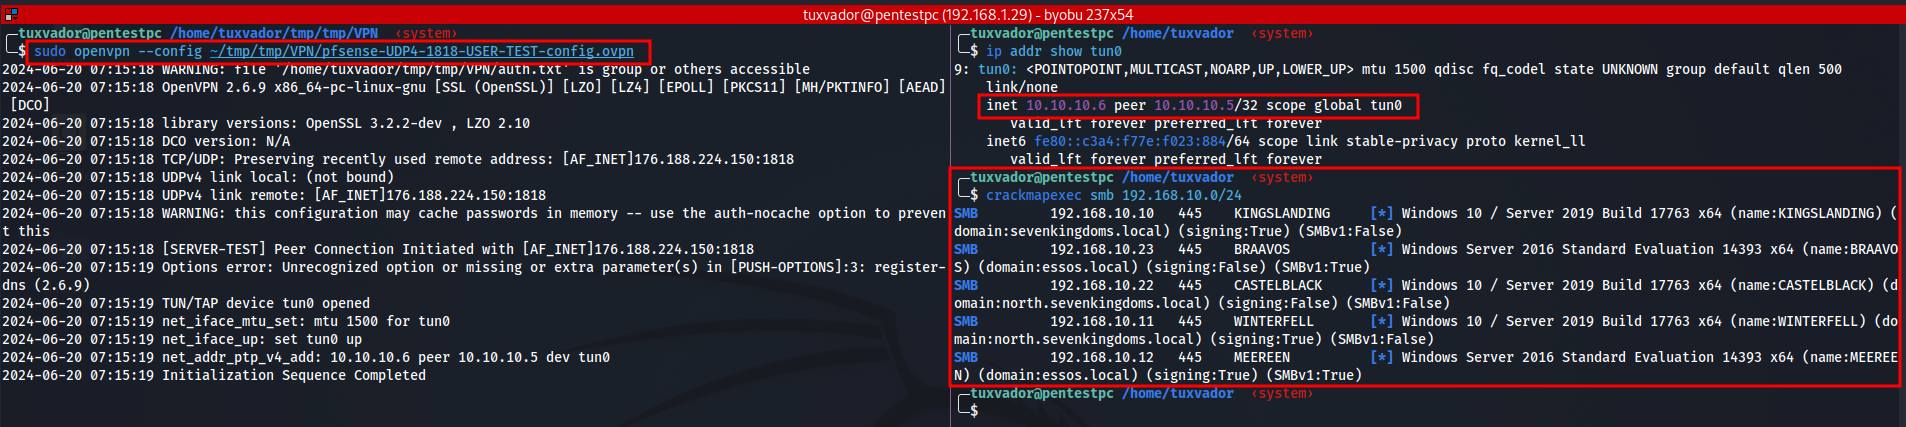 tuxvador@pentestpc (192.168.1.29) - byobu 237x54
tuxvador@pentestpc /home/tuxvador/tmp/tmp/VPN ‹system›
$ sudo openvpn --config ~/tmp/tmp/VPN/pfsense-UDP4-1818-USER-TEST-config.ovpn
2024-06-20 07:15:18 WARNING: file '/home/tuxvador/tmp/tmp/VPN/auth.txt' is group or others accessible
2024-06-20 07:15:18 OpenVPN 2.6.9 x86_64-pc-linux-gnu [SSL (OpenSSL)] [LZO] [LZ4] [EPOLL] [PKCS11] [MH/PKTINFO] [AEAD]
[DCO]
2024-06-20 07:15:18 library versions: OpenSSL 3.2.2-dev , LZO 2.10
2024-06-20 07:15:18 DCO version: N/A
2024-06-20 07:15:18 TCP/UDP: Preserving recently used remote address: [AF_INET]176.188.224.150:1818
2024-06-20 07:15:18 UDPv4 link local: (not bound)
2024-06-20 07:15:18 UDPv4 link remote: [AF_INET]176.188.224.150:1818
2024-06-20 07:15:18 WARNING: this configuration may cache passwords in memory -- use the auth-nocache option to preven
t this
2024-06-20 07:15:18 [SERVER-TEST] Peer Connection Initiated with [AF_INET]176.188.224.150:1818
2024-06-20 07:15:19 Options error: Unrecognized option or missing or extra parameter(s) in [PUSH-OPTIONS]:3: register-
dns (2.6.9)
2024-06-20 07:15:19 TUN/TAP device tun0 opened
2024-06-20 07:15:19 net_iface_mtu_set: mtu 1500 for tun0
2024-06-20 07:15:19 net_iface_up: set tun0 up
2024-06-20 07:15:19 net_addr_ptp_v4_add: 10.10.10.6 peer 10.10.10.5 dev tun0
2024-06-20 07:15:19 Initialization Sequence Completed
tuxvador@pentestpc /home/tuxvador ‹system›
$ ip addr show tun0
9: tun0: <POINTOPOINT,MULTICAST,NOARP,UP,LOWER_UP> mtu 1500 qdisc fq_codel state UNKNOWN group default qlen 500
link/none
inet 10.10.10.6 peer 10.10.10.5/32 scope global tun0
valid_lft forever preferred_lft forever
inet6 fe80::c3a4:f77e:f023:884/64 scope link stable-privacy proto kernel_ll
valid_lft forever preferred_lft forever
tuxvador@pentestpc /home/tuxvador ‹system›
$ crackmapexec smb 192.168.10.0/24
SMB 192.168.10.10 445 KINGSLANDING [*] Windows 10 / Server 2019 Build 17763 x64 (name:KINGSLANDING) (
domain:sevenkingdoms.local) (signing:True) (SMBv1:False)
SMB 192.168.10.23 445 BRAAVOS [*] Windows Server 2016 Standard Evaluation 14393 x64 (name:BRAAVO
S) (domain:essos.local) (signing:False) (SMBv1:True)
SMB 192.168.10.22 445 CASTELBLACK [*] Windows 10 / Server 2019 Build 17763 x64 (name:CASTELBLACK) (d
omain:north.sevenkingdoms.local) (signing:False) (SMBv1:False)
SMB 192.168.10.11 445 WINTERFELL [*] Windows 10 / Server 2019 Build 17763 x64 (name:WINTERFELL) (do
main:north.sevenkingdoms.local) (signing:True) (SMBv1:False)
SMB 192.168.10.12 445 MEEREEN [*] Windows Server 2016 Standard Evaluation 14393 x64 (name:MEEREE
N) (domain:essos.local) (signing:True) (SMBv1:True)
tuxvador@pentestpc /home/tuxvador ‹system›
$